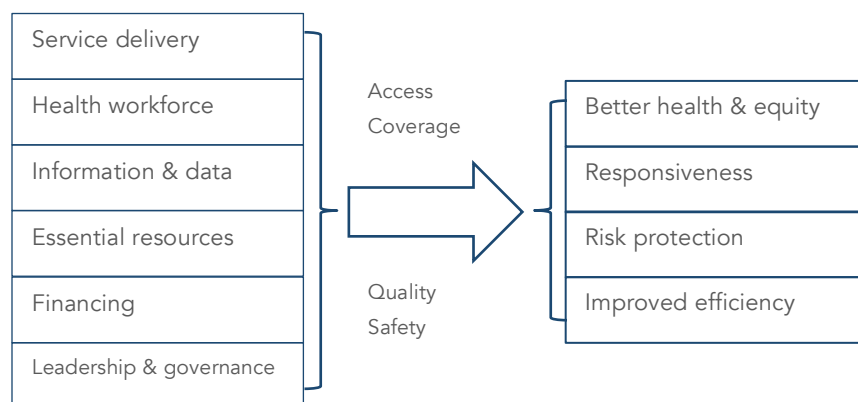 Service delivery
Health workforce
Information & data
Essential resources
Financing
Leadership & governance
Access
Coverage
Quality
Safety
Better health & equity
Responsiveness
Risk protection
Improved efficiency